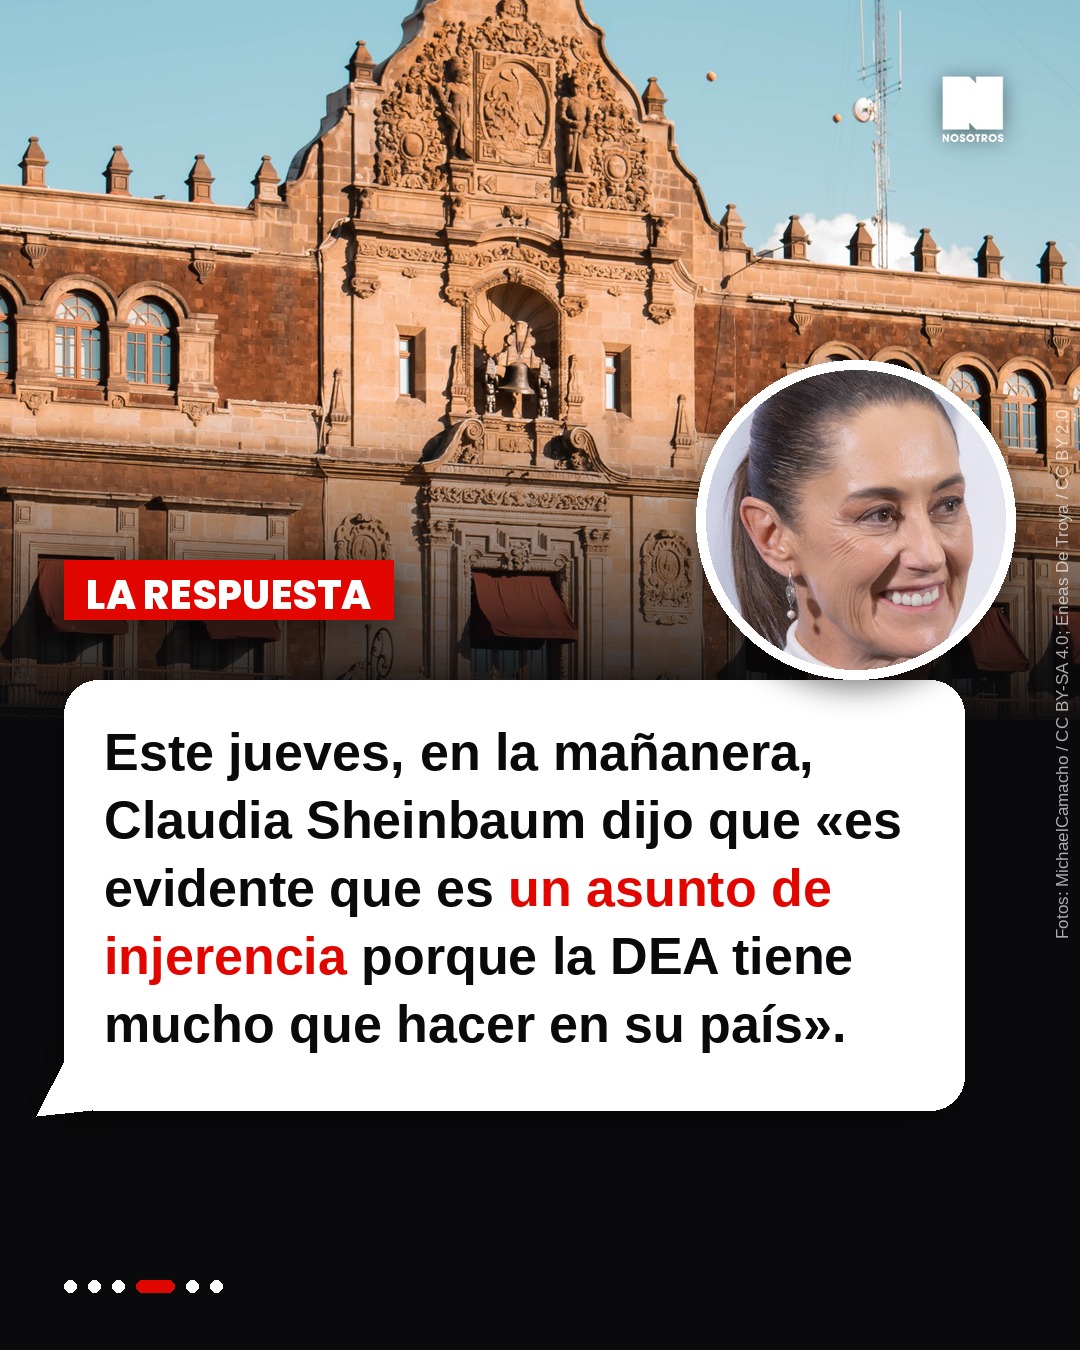 NOSOTROS
LA RESPUESTA
Este jueves, en la mañanera,
Claudia Sheinbaum dijo que «es
evidente que es un asunto de
injerencia porque la DEA tiene
mucho que hacer en su país».
Fotos: MichaelCamacho / CC BY-SA 4.0; Eneas De Troya / CC BY 2.0